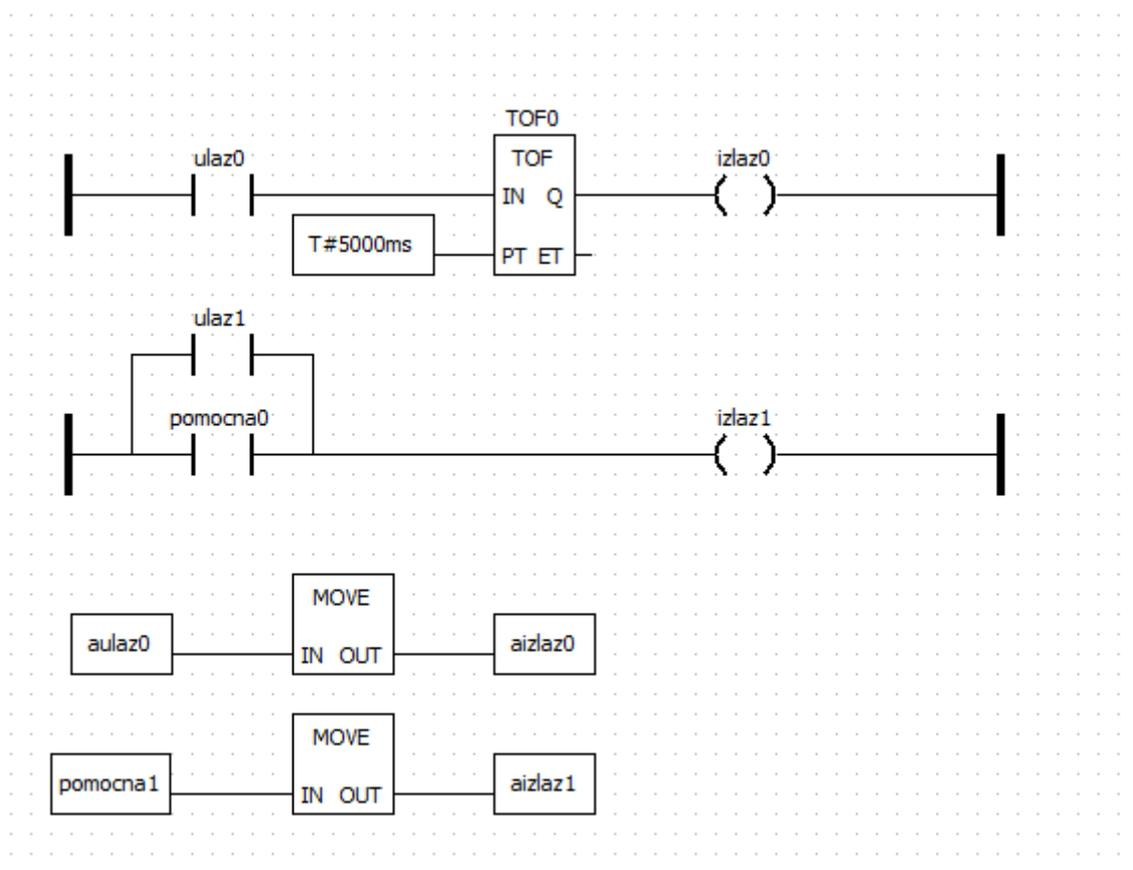 TOF0
ulaz0
TOF
izlaz0
IN Q
T#5000ms
PT ET
ulaz1
pomocna0
izlaz1
MOVE
aulaz0
IN OUT
aizlaz0
MOVE
pomocna1
IN OUT
aizlaz1